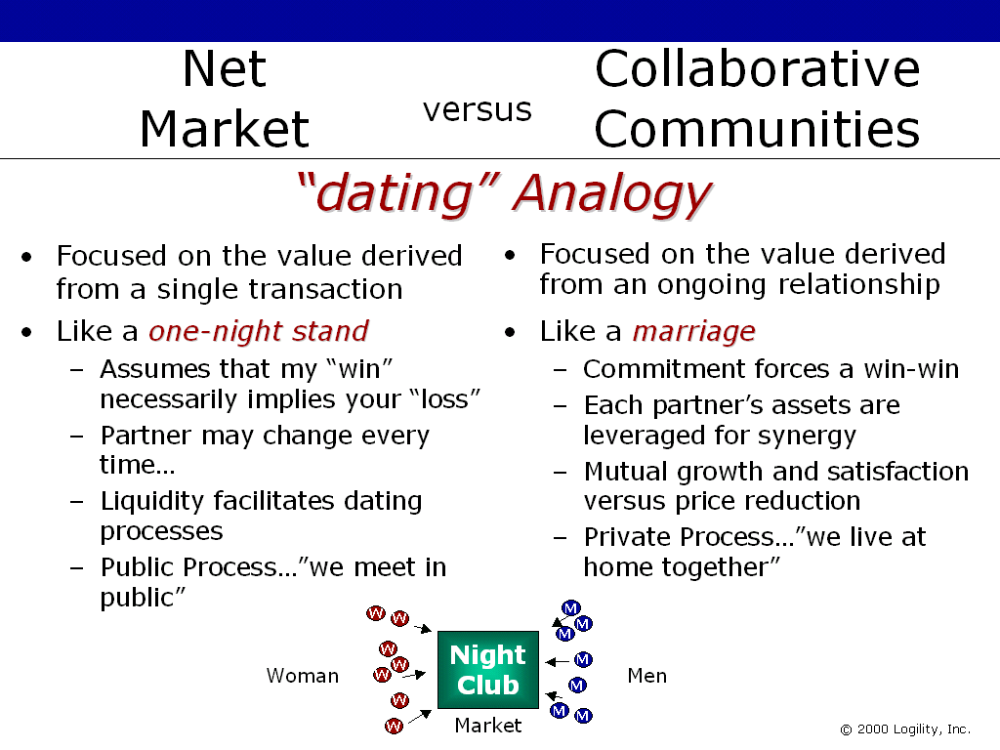 Net
Market
versus
Collaborative
Communities
“dating” Analogy
• Focused on the value derived
from a single transaction
• Like a one-night stand
– Assumes that my “win”
necessarily implies your “loss”
– Partner may change every
time…
– Liquidity facilitates dating
processes
– Public Process…”we meet in
public”
• Focused on the value derived
from an ongoing relationship
• Like a marriage
– Commitment forces a win-win
– Each partner’s assets are
leveraged for synergy
– Mutual growth and satisfaction
versus price reduction
– Private Process…”we live at
home together”
W
W
W
W
W
W
W
Woman
Night
Club
Market
M
M
M
M
M
M
M
Men
© 2000 Logility, Inc.